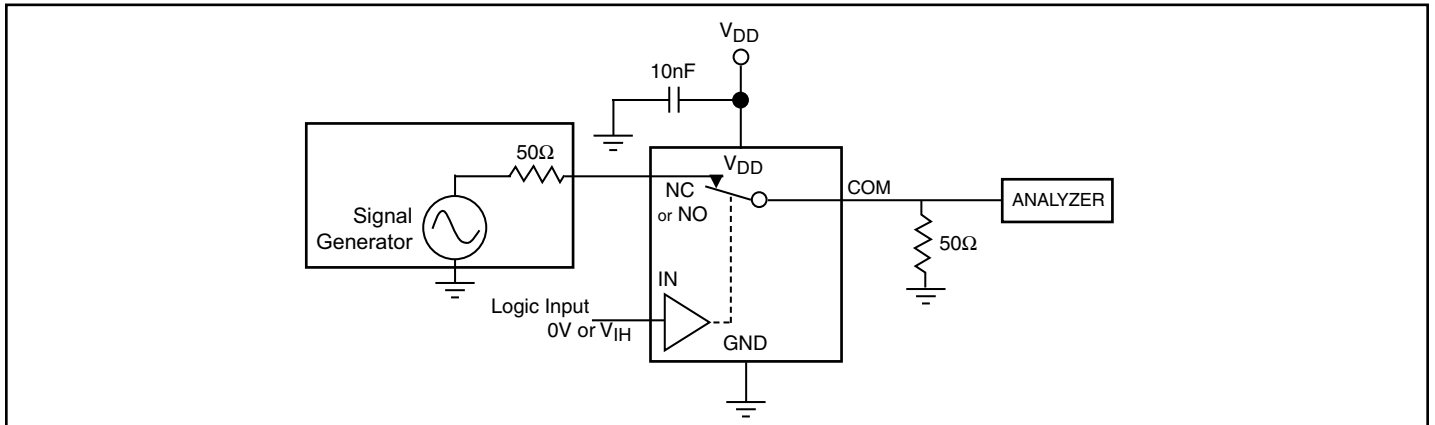 VDD
10nF
50Ω
VDD
NC
or NO
COM
ANALYZER
Signal
Generator
50Ω
IN
Logic Input
0V or VIH
GND